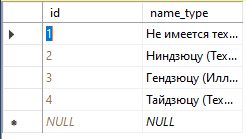 id name_type
1 Не имеется (тех...
2 Ниндзюцу (Тех...
3 Гендзюцу (Илл...
4 Тайдзюцу (Тех...
NULL NULL